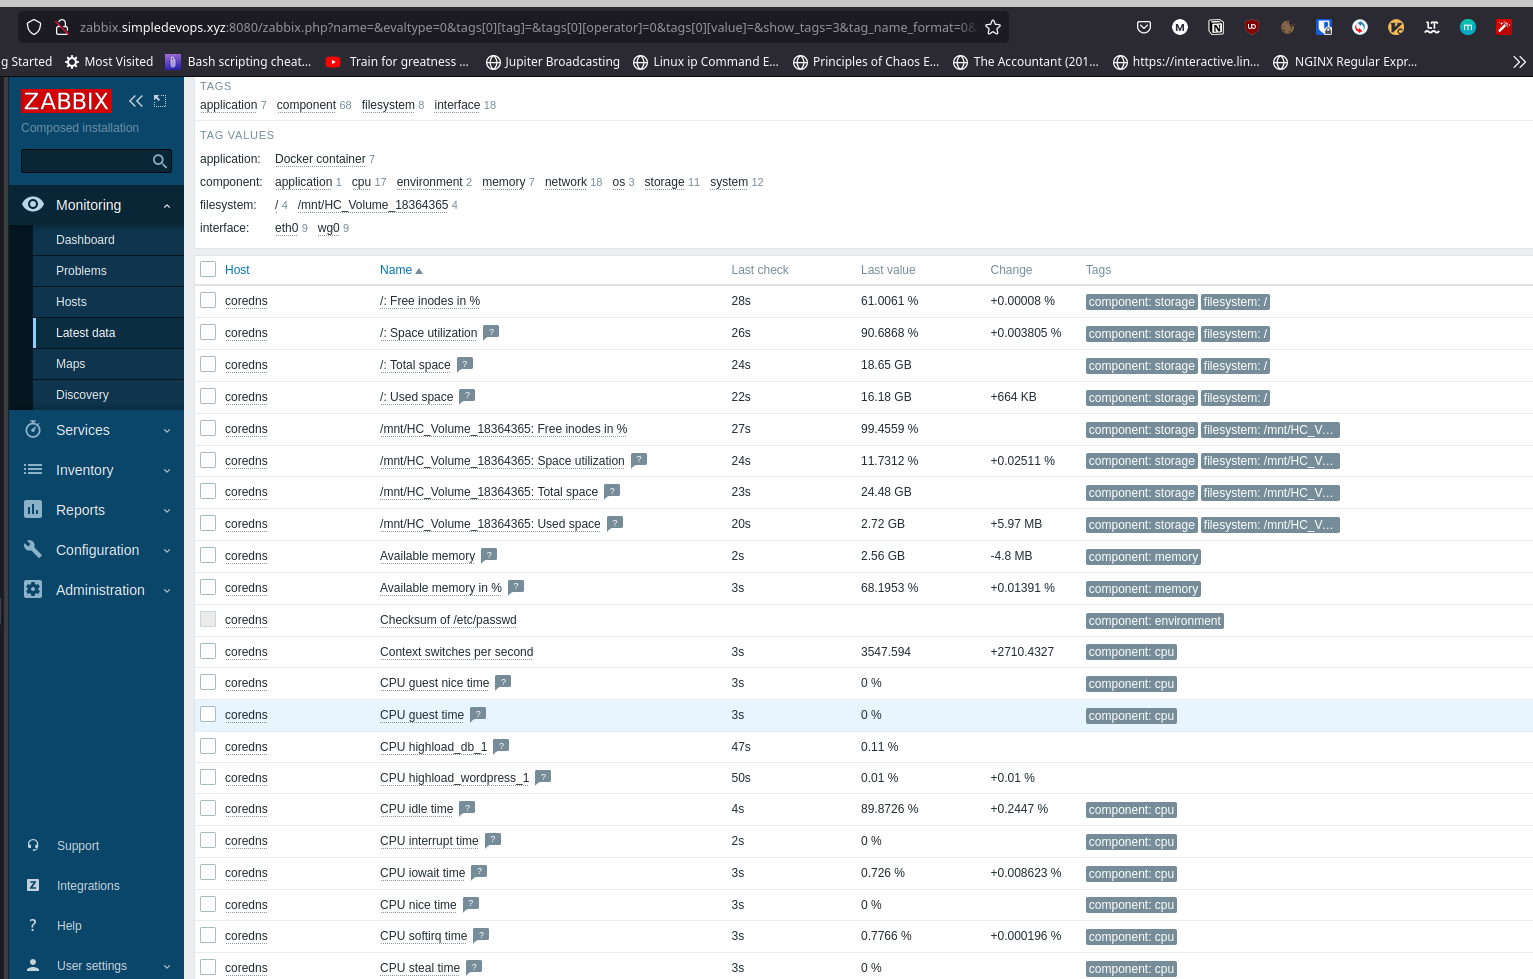 zabbix.simpledevops.xyz:8080/zabbix.php?name=&evaltype=0&tags[0][tag]=&tags[0][operator]=0&tags[0][value]=&show_tags=3&tag_name_format=0&
g Started Most Visited Bash scripting cheat... Train for greatness ... Jupiter Broadcasting Linux ip Command E... Principles of Chaos E... The Accountant (201... https://interactive.lin... NGINX Regular Expr...
ZABBIX
Composed installation
Monitoring
Dashboard
Problems
Hosts
Latest data
Maps
Discovery
Services
Inventory
Reports
Configuration
Administration
Support
Integrations
Help
User settings
TAGS
application 7 component 68 filesystem 8 interface 18
TAG VALUES
application: Docker container 7
component: application 1 cpu 17 environment 2 memory 7 network 18 os 3 storage 11 system 12
filesystem: / 4 /mnt/HC_Volume_18364365 4
interface: eth0 9 wg0 9
Host Name Last check Last value Change Tags
coredns /: Free inodes in % 28s 61.0061 % +0.00008 % component: storage filesystem: /
coredns /: Space utilization ? 26s 90.6868 % +0.003805 % component: storage filesystem: /
coredns /: Total space ? 24s 18.65 GB component: storage filesystem: /
coredns /: Used space ? 22s 16.18 GB +664 KB component: storage filesystem: /
coredns /mnt/HC_Volume_18364365: Free inodes in % 27s 99.4559 % component: storage filesystem: /mnt/HC_V...
coredns /mnt/HC_Volume_18364365: Space utilization ? 24s 11.7312 % +0.02511 % component: storage filesystem: /mnt/HC_V...
coredns /mnt/HC_Volume_18364365: Total space ? 23s 24.48 GB component: storage filesystem: /mnt/HC_V...
coredns /mnt/HC_Volume_18364365: Used space ? 20s 2.72 GB +5.97 MB component: storage filesystem: /mnt/HC_V...
coredns Available memory ? 2s 2.56 GB -4.8 MB component: memory
coredns Available memory in % ? 3s 68.1953 % +0.01391 % component: memory
coredns Checksum of /etc/passwd component: environment
coredns Context switches per second 3s 3547.594 +2710.4327 component: cpu
coredns CPU guest nice time ? 3s 0 % component: cpu
coredns CPU guest time ? 3s 0 % component: cpu
coredns CPU highload_db_1 ? 47s 0.11 %
coredns CPU highload_wordpress_1 ? 50s 0.01 % +0.01 %
coredns CPU idle time ? 4s 89.8726 % +0.2447 % component: cpu
coredns CPU interrupt time ? 2s 0 % component: cpu
coredns CPU iowait time ? 3s 0.726 % +0.008623 % component: cpu
coredns CPU nice time ? 3s 0 % component: cpu
coredns CPU softirq time ? 3s 0.7766 % +0.000196 % component: cpu
coredns CPU steal time ? 3s 0 % component: cpu